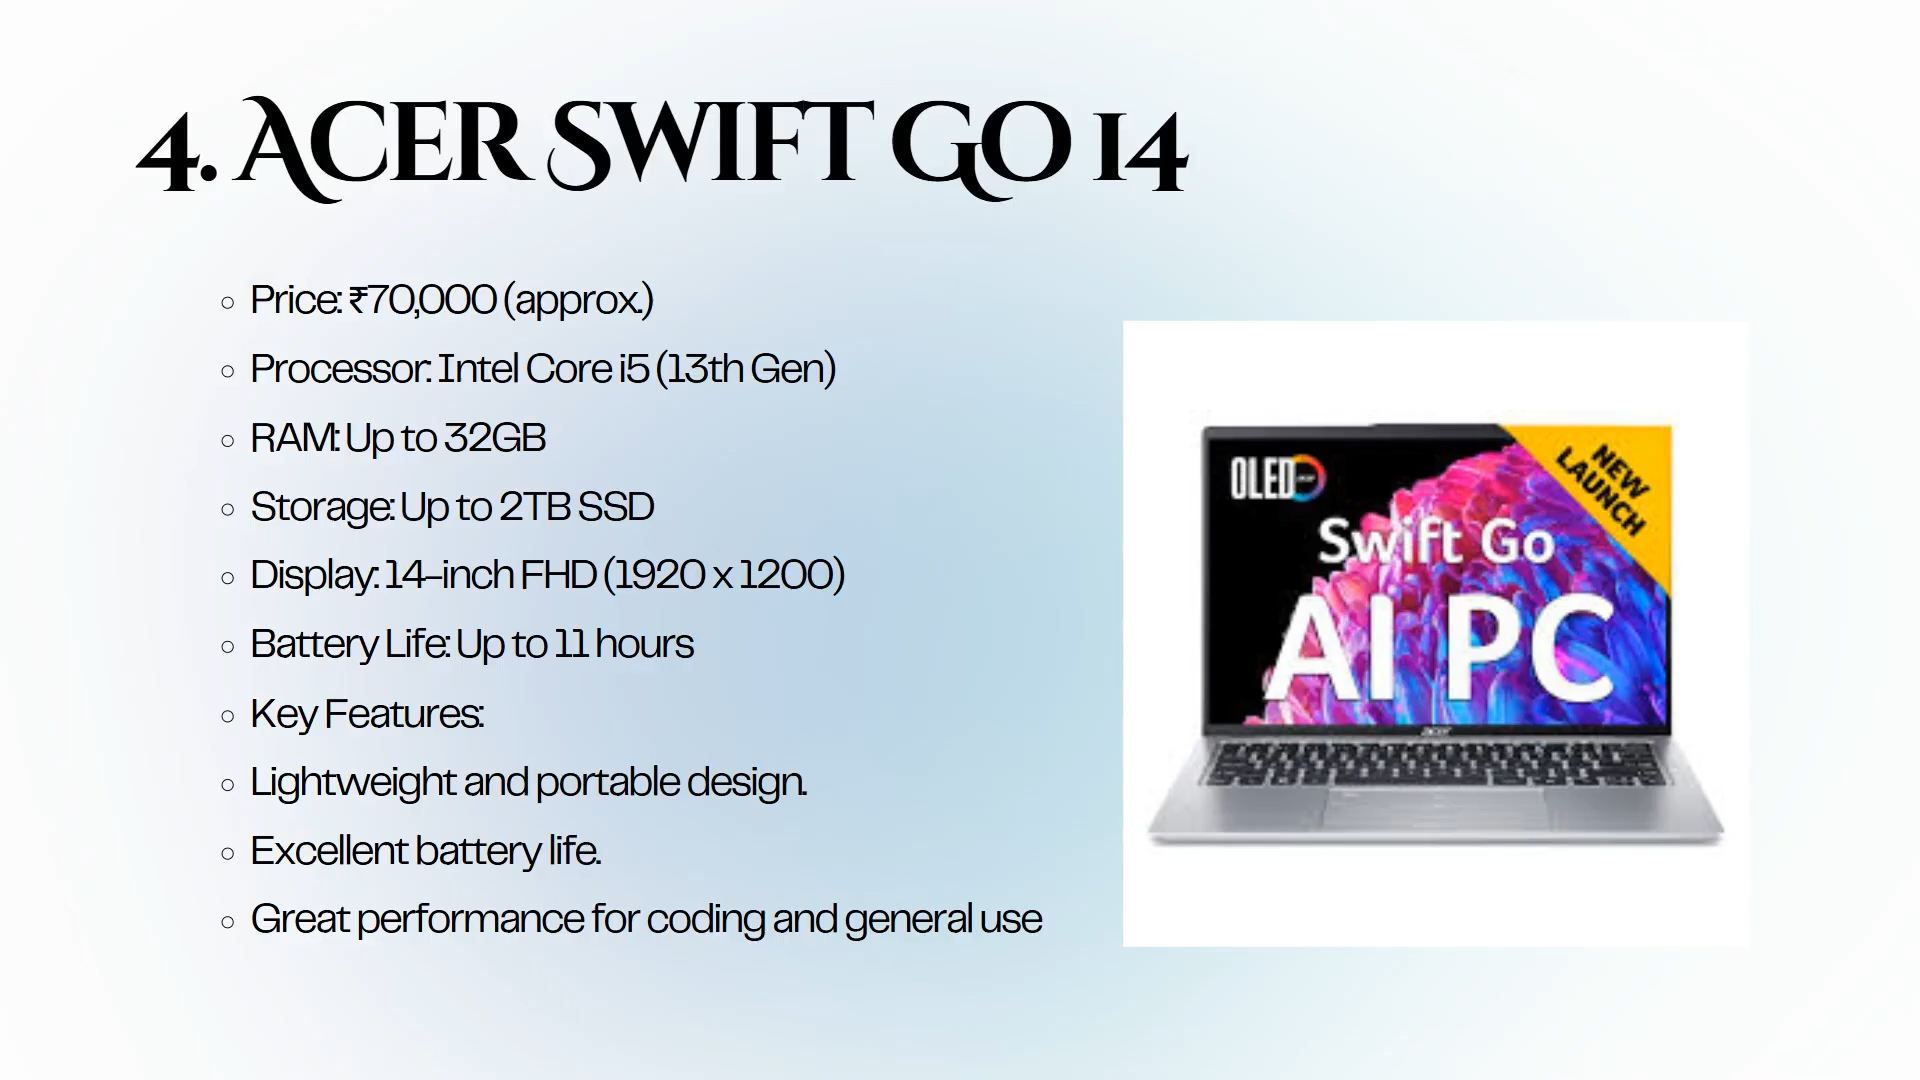 4. Acer Swift Go 14
Price: ₹70,000 (approx.)
Processor: Intel Core i5 (13th Gen)
RAM: Up to 32GB
Storage: Up to 2TB SSD
Display: 14-inch FHD (1920 x 1200)
Battery Life: Up to 11 hours
Key Features:
Lightweight and portable design.
Excellent battery life.
Great performance for coding and general use
OLED
NEW
LAUNCH
Swift Go
AI PC
acer